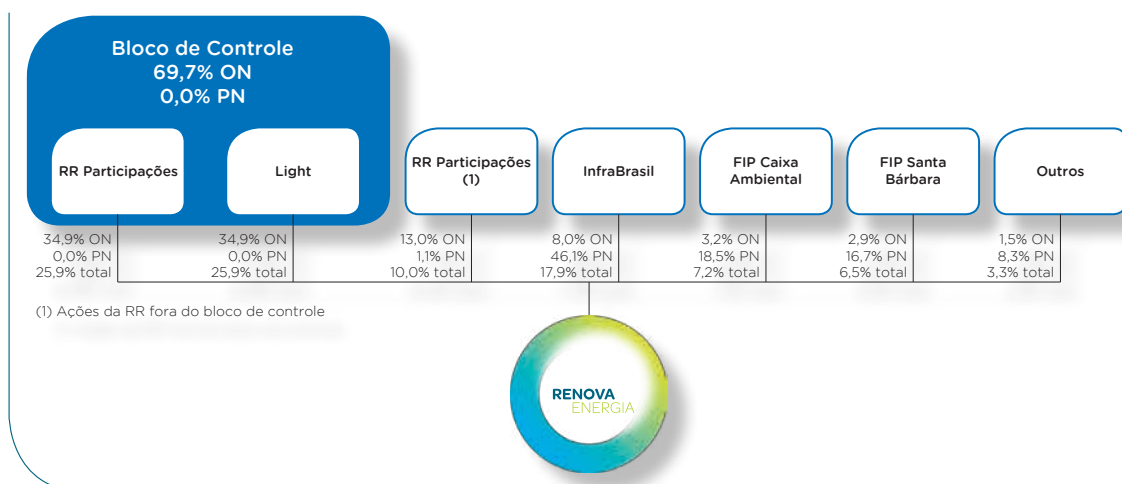 Bloco de Controle
69,7% ON
0,0% PN
RR Participações
Light
RR Participações
(1)
InfraBrasil
FIP Caixa
Ambiental
FIP Santa
Bárbara
Outros
34,9% ON
0,0% PN
25,9% total
34,9% ON
0,0% PN
25,9% total
13,0% ON
1,1% PN
10,0% total
8,0% ON
46,1% PN
17,9% total
3,2% ON
18,5% PN
7,2% total
2,9% ON
16,7% PN
6,5% total
1,5% ON
8,3% PN
3,3% total
(1) Ações da RR fora do bloco de controle
RENOVA
ENERGIA